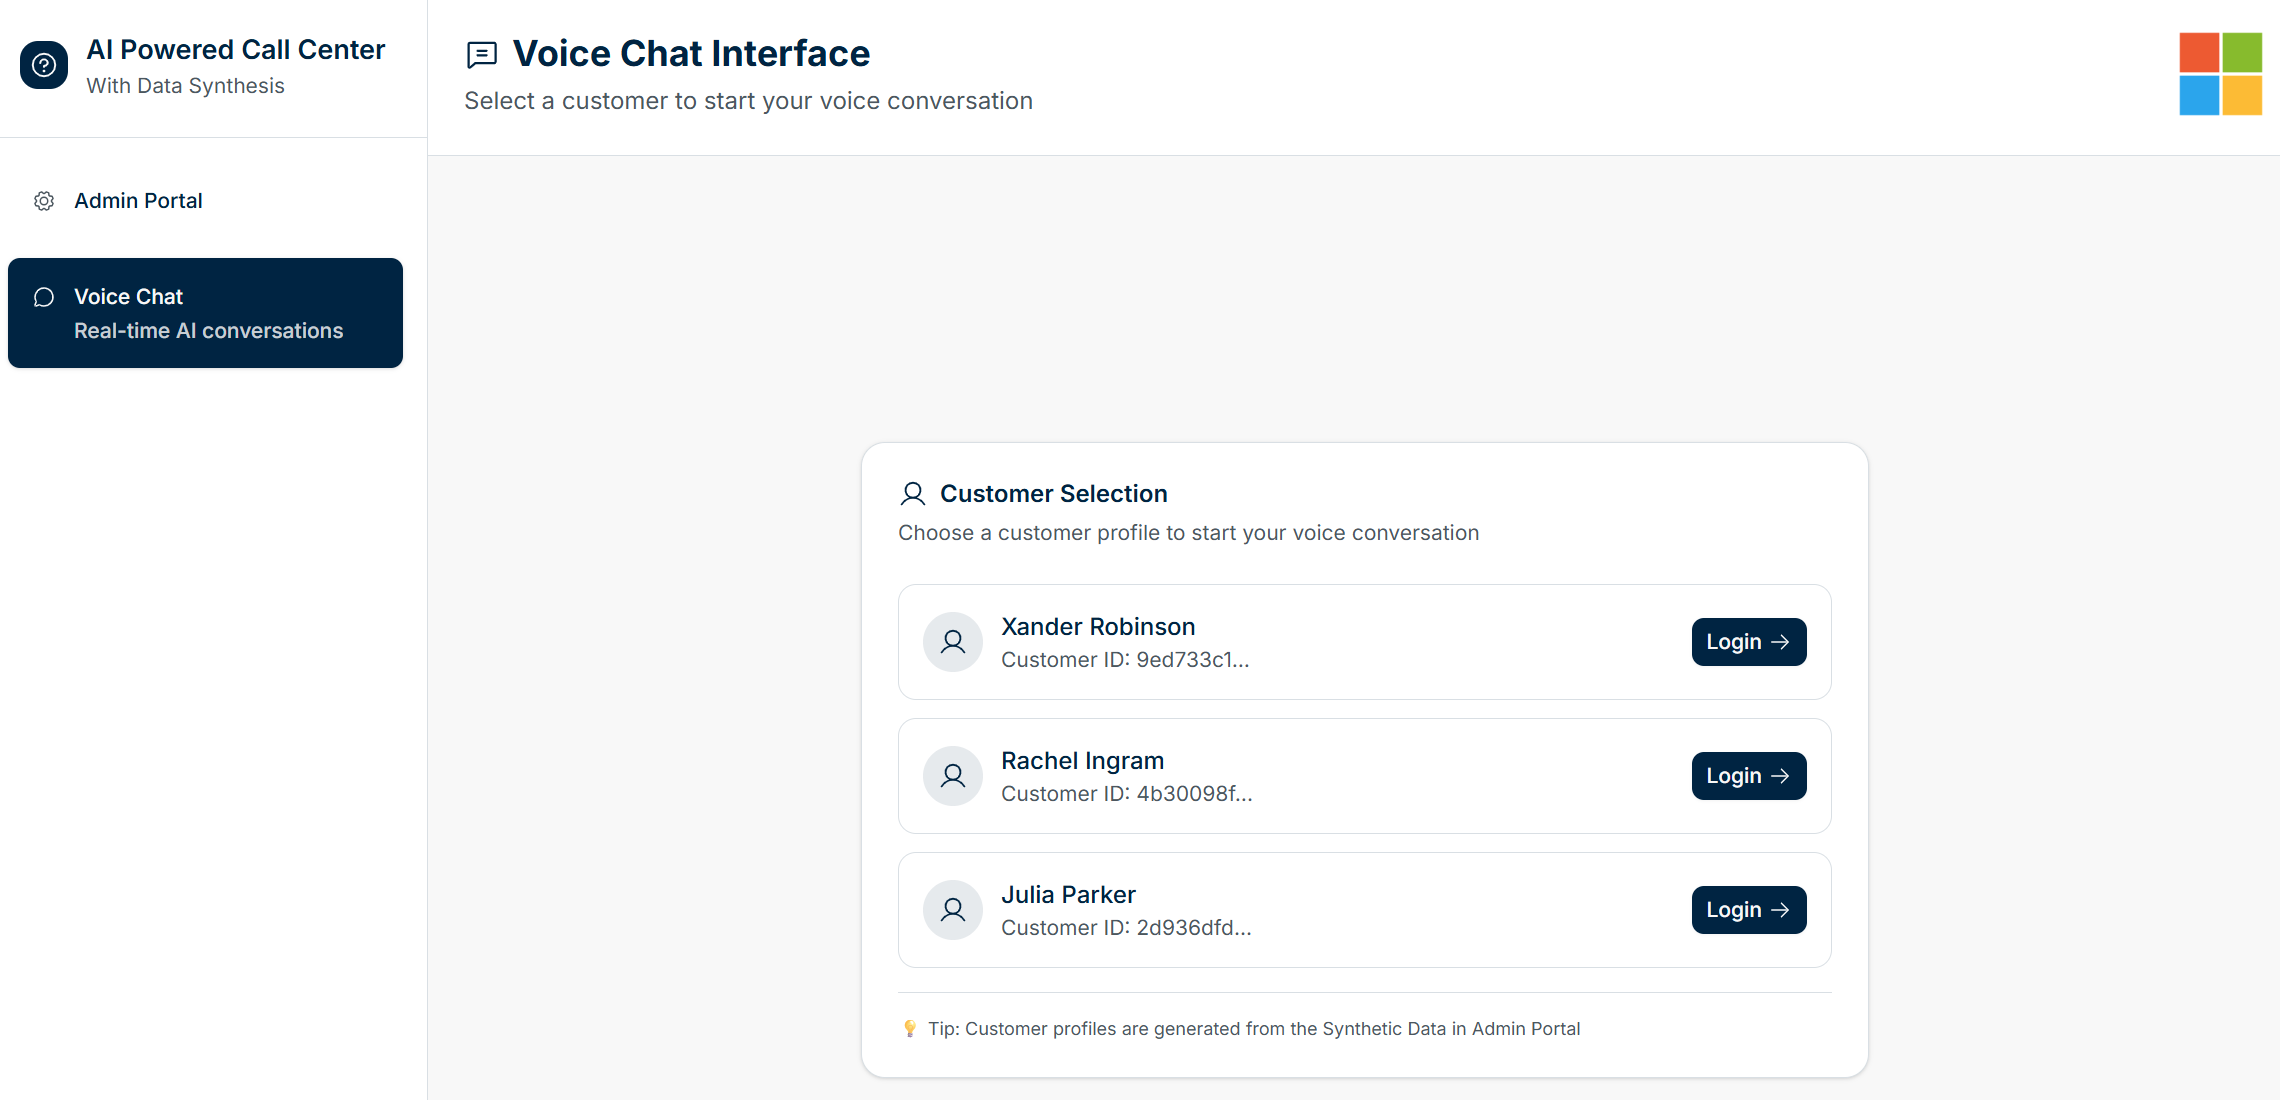 AI Powered Call Center
With Data Synthesis
Admin Portal
Voice Chat
Real-time AI conversations
Voice Chat Interface
Select a customer to start your voice conversation
Customer Selection
Choose a customer profile to start your voice conversation
Xander Robinson
Customer ID: 9ed733c1...
Login →
Rachel Ingram
Customer ID: 4b30098f...
Login →
Julia Parker
Customer ID: 2d936dfd...
Login →
💡 Tip: Customer profiles are generated from the Synthetic Data in Admin Portal